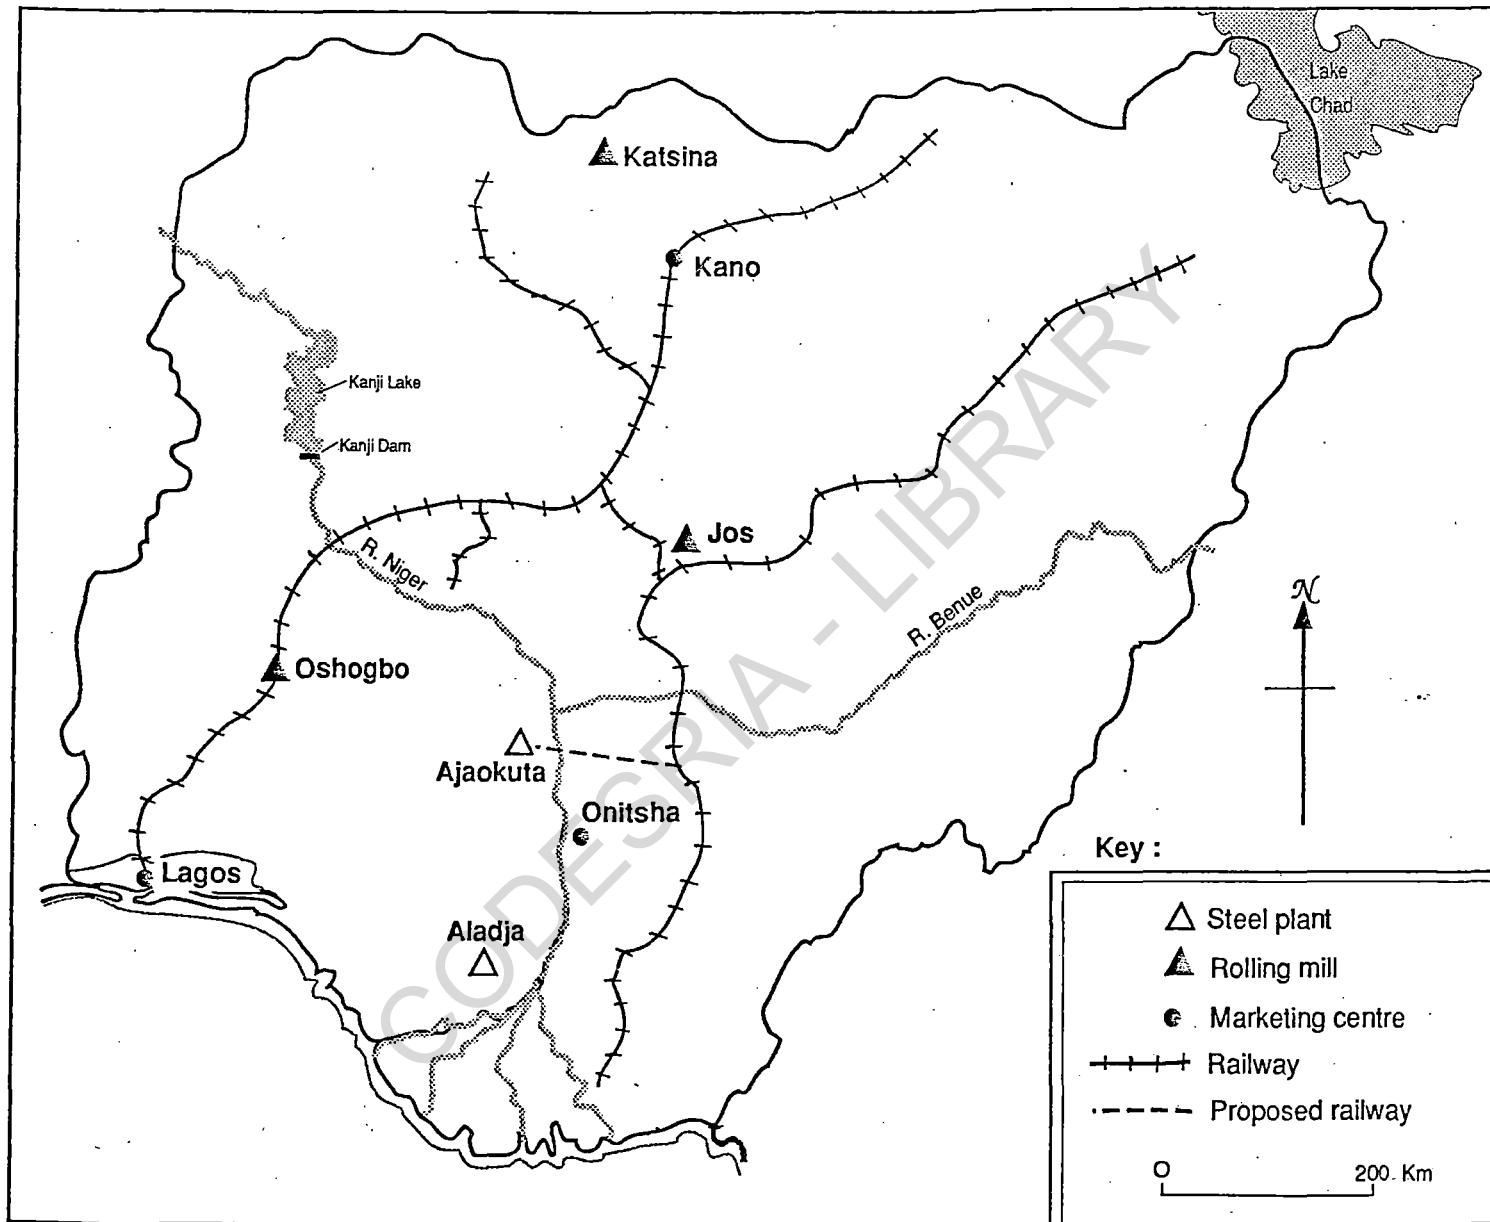 Lake
Chad
Katsina
Kano
Kanji Lake
Kanji Dam
Jos
R. Niger
R. Benue
N
Oshogbo
Ajaokuta
Onitsha
Lagos
Aladja
CODESRIA - LIBRARY
Key :
Steel plant
Rolling mill
Marketing centre
Railway
Proposed railway
0 200 Km